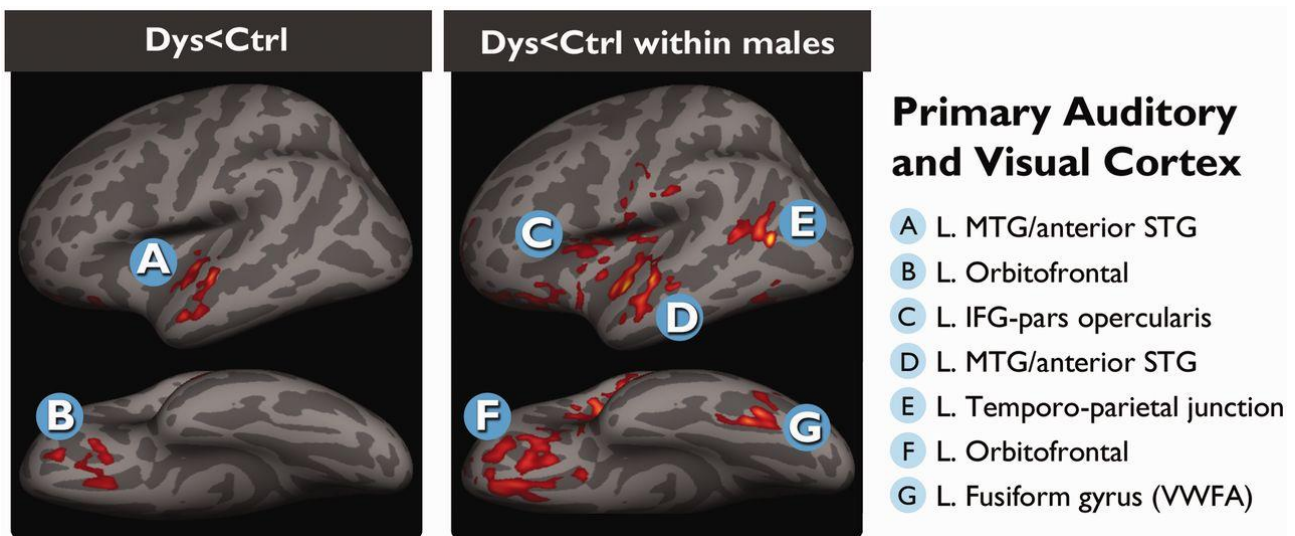 Dys<Ctrl
Dys<Ctrl within males
A
B
C
D
E
F
G
Primary Auditory
and Visual Cortex
A L. MTG/anterior STG
B L. Orbitofrontal
C L. IFG-pars opercularis
D L. MTG/anterior STG
E L. Temporo-parietal junction
F L. Orbitofrontal
G L. Fusiform gyrus (VWFA)